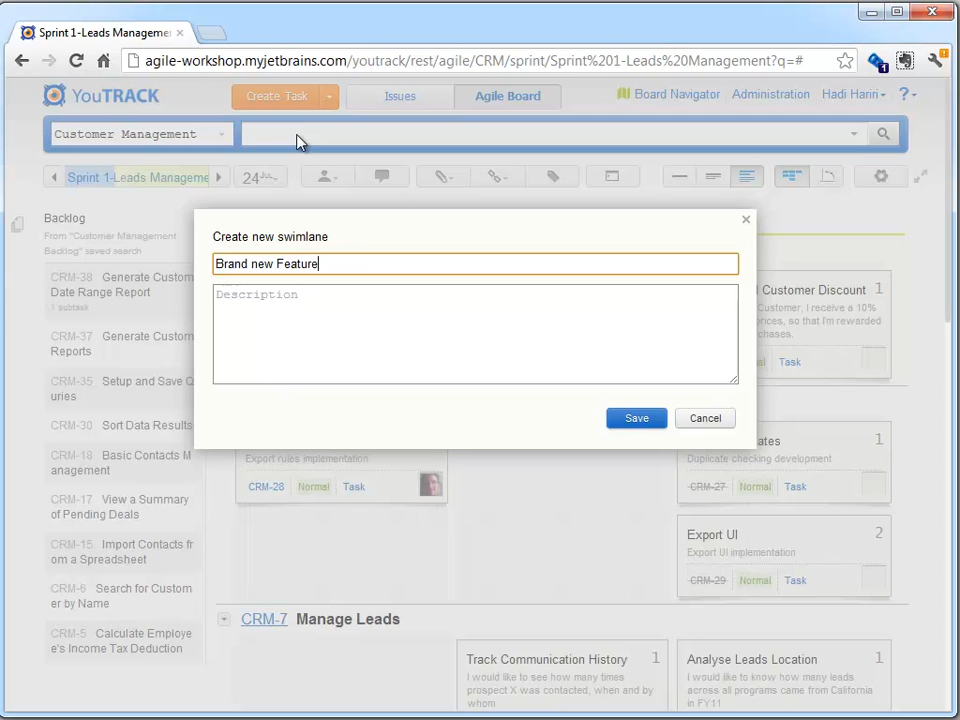 Sprint 1-Leads Manageme
agile-workshop.myjetbrains.com/youtrack/rest/agile/CRM/sprint/Sprint%201-Leads%20Management?q=#
1
YouTRACK
Create Task
Issues
Agile Board
Board Navigator
Administration
Hadi Hariri
?
Customer Management
Sprint 1-Leads Manageme
24
Backlog
From "Customer Management
Backlog" saved search
CRM-38 Generate Custom
Date Range Report
1 subtask
CRM-37 Generate Custom
Reports
CRM-35 Setup and Save Q
uries
CRM-30 Sort Data Results
CRM-18 Basic Contacts M
anagement
CRM-17 View a Summary
of Pending Deals
CRM-15 Import Contacts fr
om a Spreadsheet
CRM-6 Search for Custom
er by Name
CRM-5 Calculate Employe
e's Income Tax Deduction
Create new swimlane
Brand new Feature
Description
Save
Cancel
Customer Discount 1
Customer, I receive a 10%
prices, so that I'm rewarded
chases.
al Task
ates 1
Duplicate checking development
CRM-27 Normal Task
Export rules implementation
CRM-28 Normal Task
Export UI 2
Export UI implementation
CRM-29 Normal Task
CRM-7 Manage Leads
Track Communication History 1
I would like to see how many times
prospect X was contacted, when and by
whom
Analyse Leads Location 1
I would like to know how many leads
across all programs came from California
in FY11